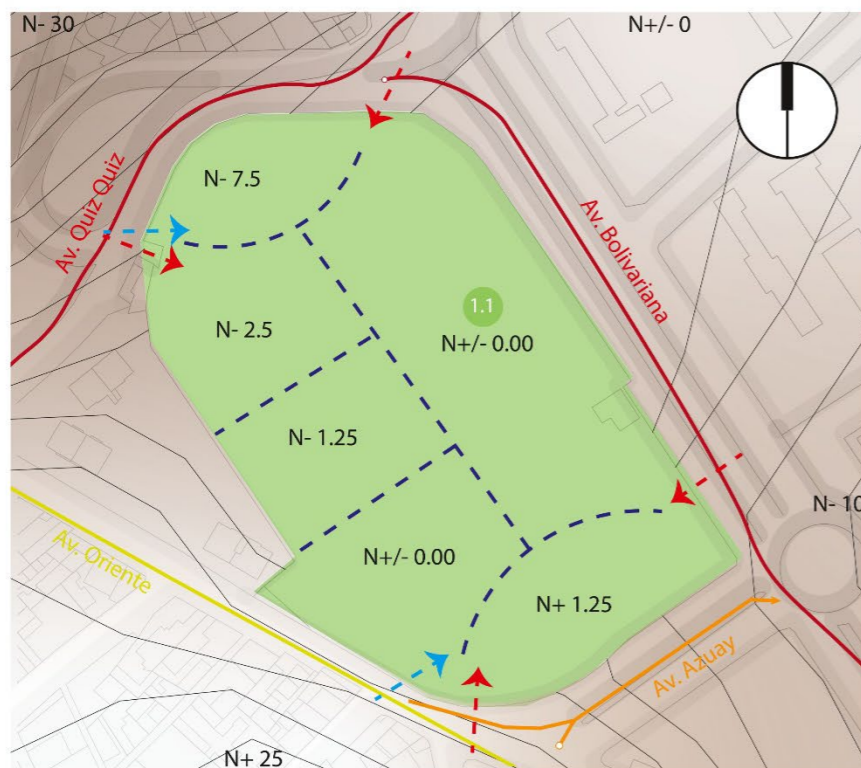 N- 30
N+/- 0
N- 7.5
Av. Quiz Quiz
Av. Bolivariana
1.1
N+/- 0.00
N- 2.5
N- 1.25
N- 10
Av. Oriente
N+/- 0.00
N+ 1.25
Av. Azuay
N+ 25